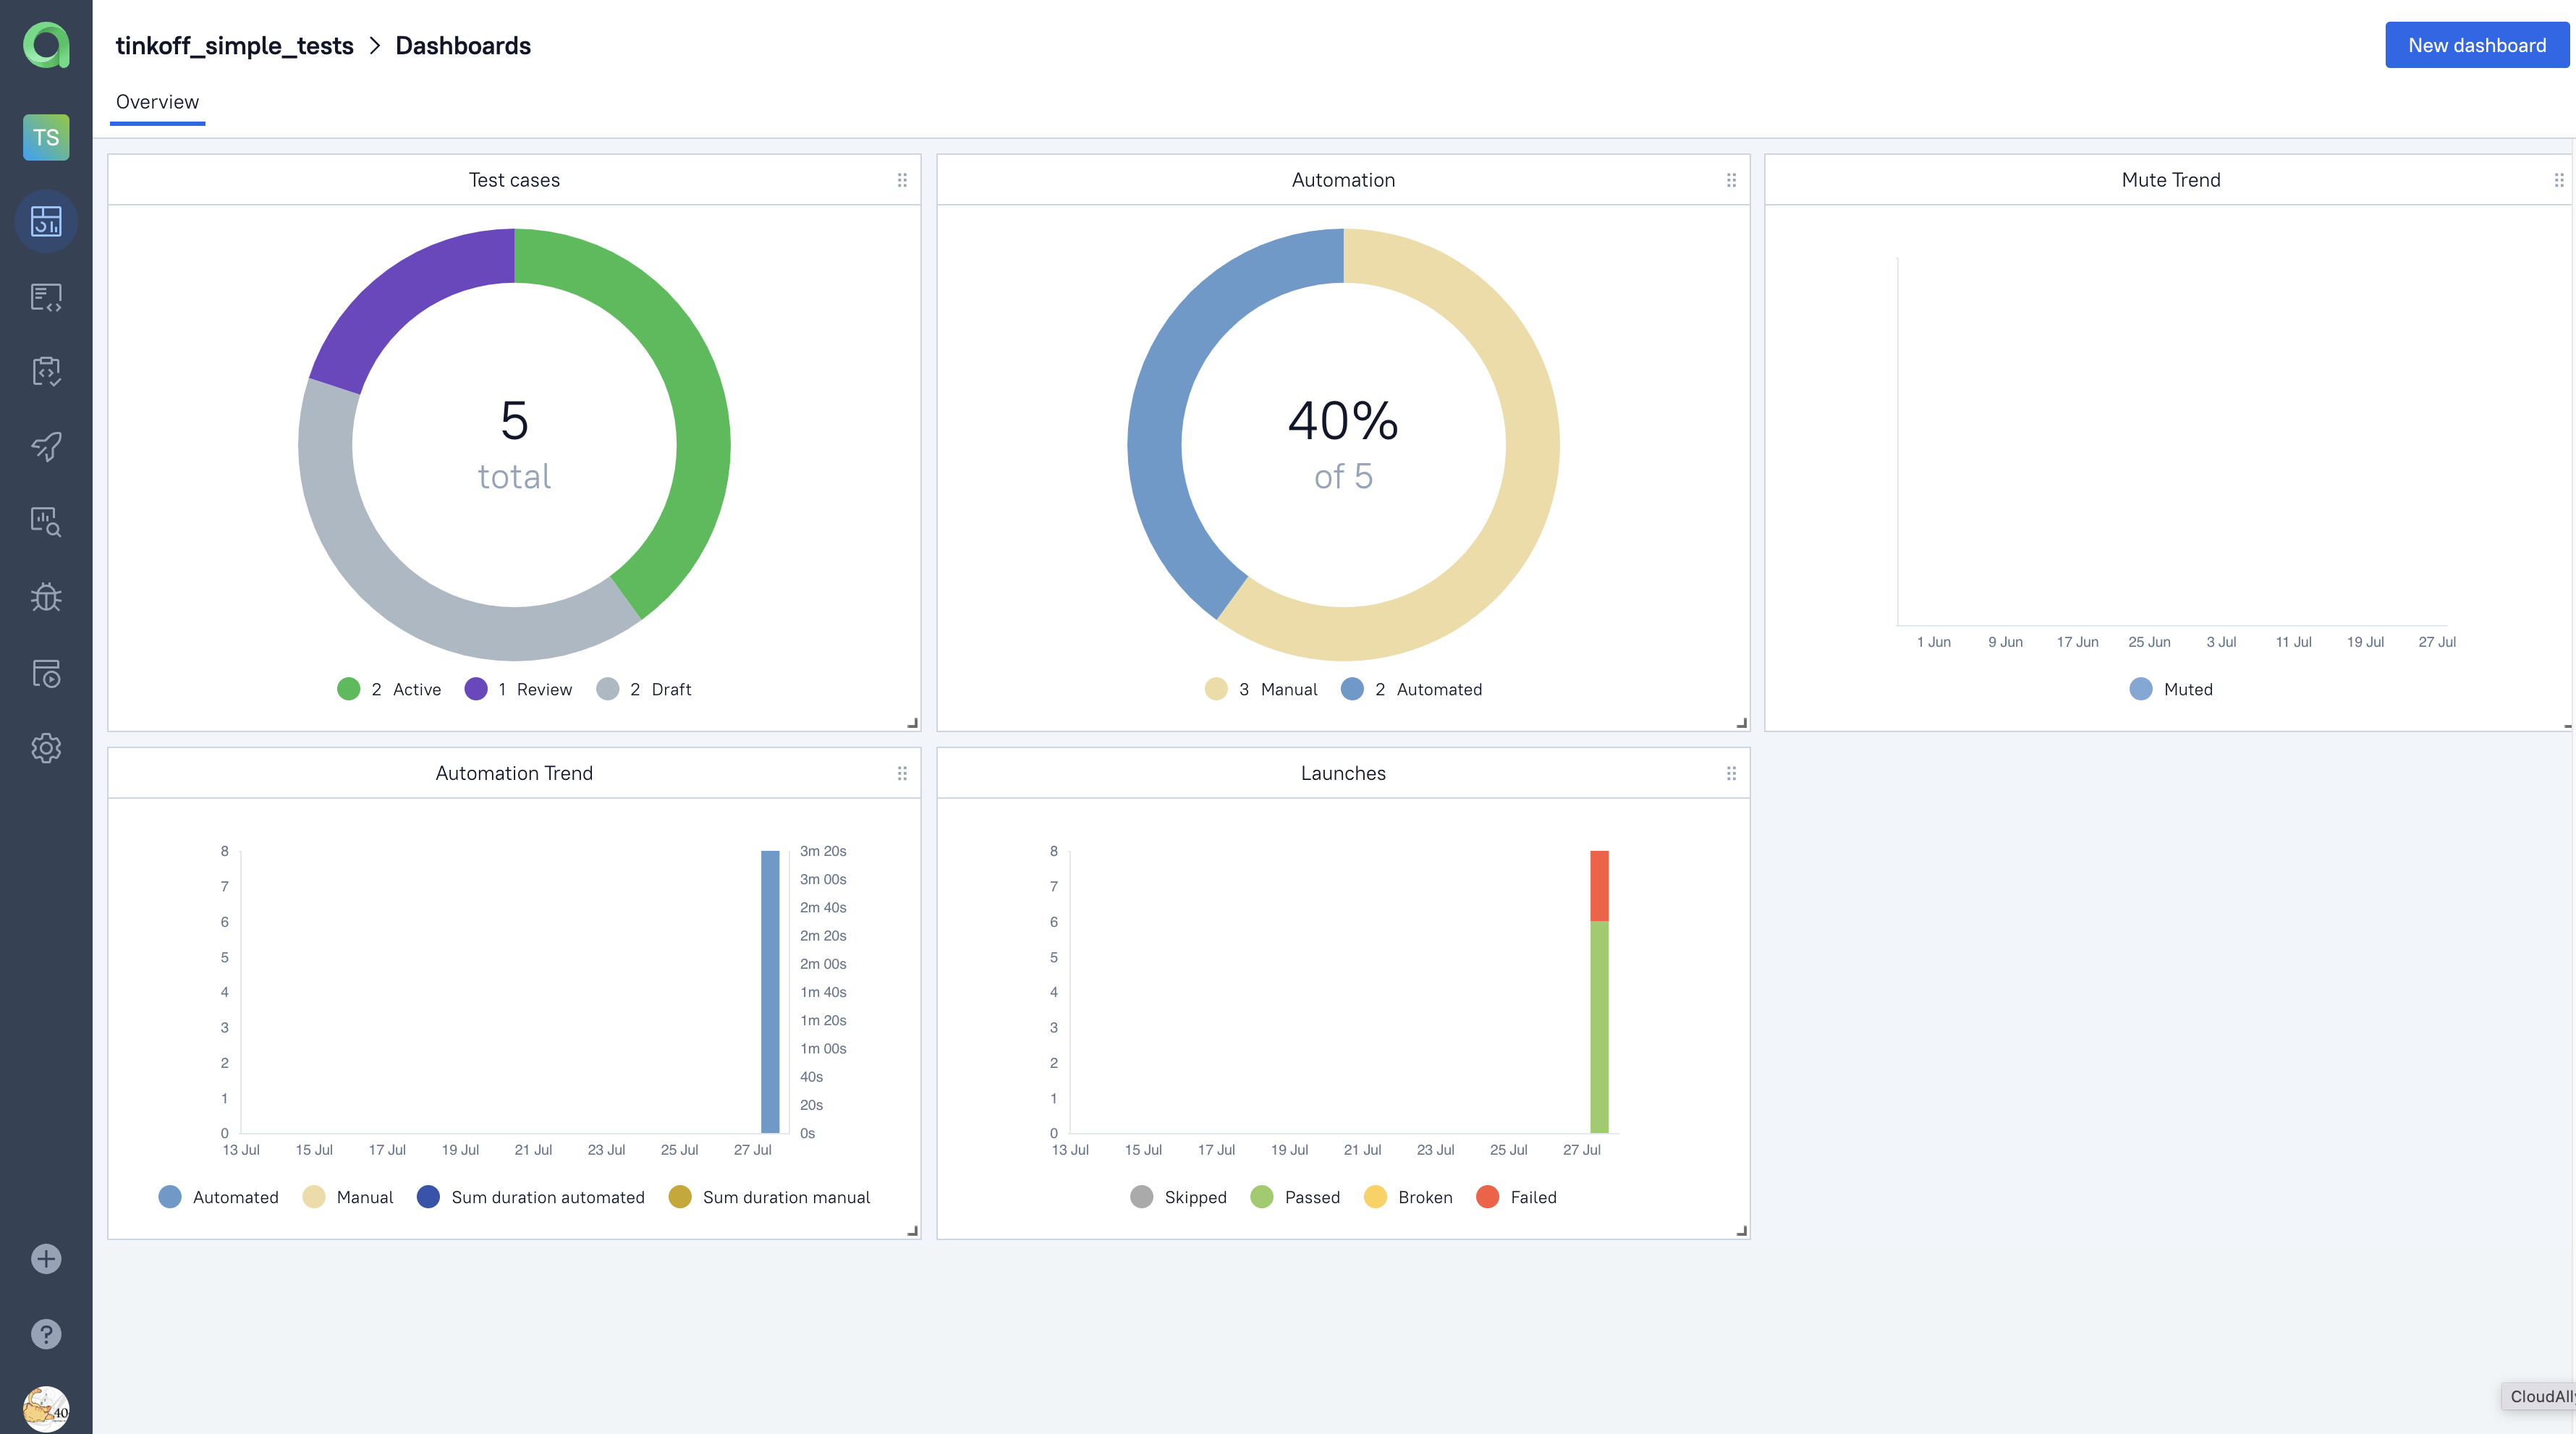 tinkoff_simple_tests > Dashboards
New dashboard
Overview
TS
Test cases
5
total
2 Active 1 Review 2 Draft
Automation
40%
of 5
3 Manual 2 Automated
Mute Trend
1 Jun 9 Jun 17 Jun 25 Jun 3 Jul 11 Jul 19 Jul 27 Jul
Muted
Automation Trend
8 3m 20s
7 3m 00s
6 2m 40s
5 2m 20s
4 2m 00s
3 1m 40s
2 1m 20s
1 1m 00s
0 40s
20s
0s
13 Jul 15 Jul 17 Jul 19 Jul 21 Jul 23 Jul 25 Jul 27 Jul
Automated Manual Sum duration automated Sum duration manual
Launches
8
7
6
5
4
3
2
1
0
13 Jul 15 Jul 17 Jul 19 Jul 21 Jul 23 Jul 25 Jul 27 Jul
Skipped Passed Broken Failed
?
40